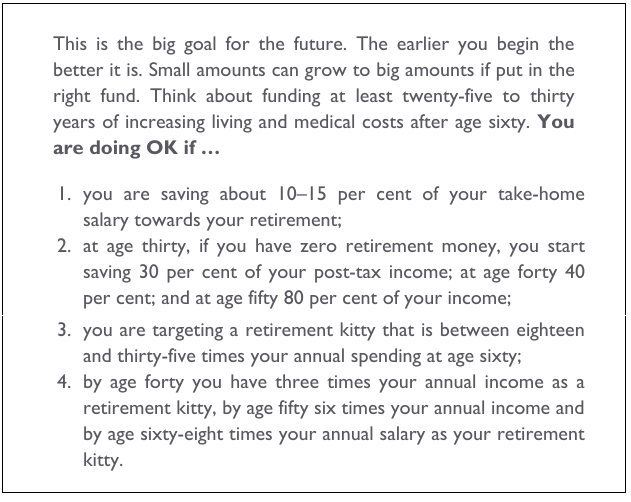 This is the big goal for the future. The earlier you begin the
better it is. Small amounts can grow to big amounts if put in the
right fund. Think about funding at least twenty-five to thirty
years of increasing living and medical costs after age sixty. You
are doing OK if …
1. you are saving about 10–15 per cent of your take-home
salary towards your retirement;
2. at age thirty, if you have zero retirement money, you start
saving 30 per cent of your post-tax income; at age forty 40
per cent; and at age fifty 80 per cent of your income;
3. you are targeting a retirement kitty that is between eighteen
and thirty-five times your annual spending at age sixty;
4. by age forty you have three times your annual income as a
retirement kitty, by age fifty six times your annual income and
by age sixty-eight times your annual salary as your retirement
kitty.